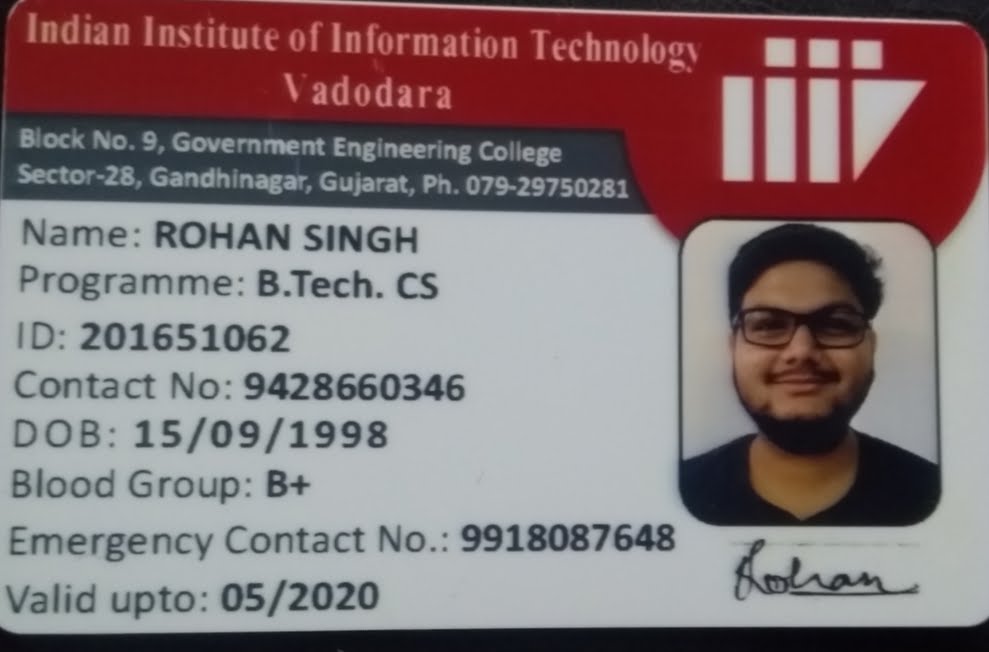 Indian Institute of Information Technology
Vadodara
Block No. 9, Government Engineering College
Sector-28, Gandhinagar, Gujarat, Ph. 079-29750281
Name: ROHAN SINGH
Programme: B.Tech. CS
ID: 201651062
Contact No: 9428660346
DOB: 15/09/1998
Blood Group: B+
Emergency Contact No.: 9918087648
Valid upto: 05/2020
Rohan